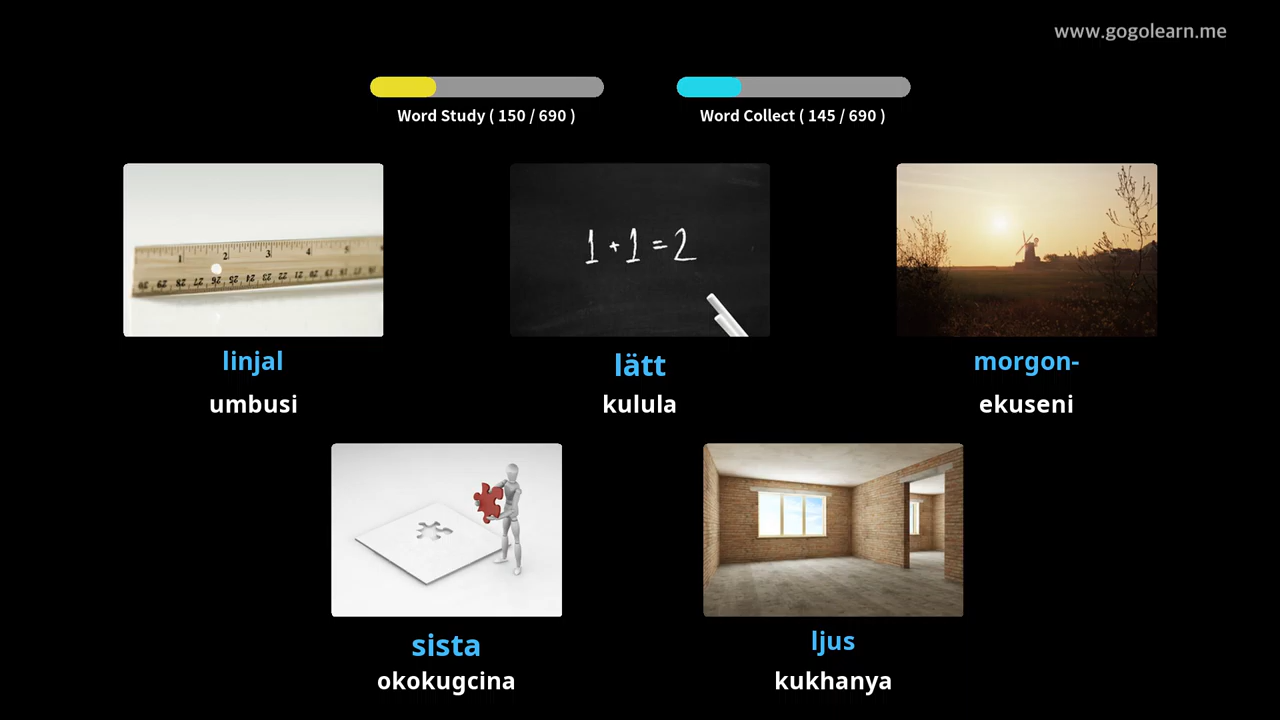 www.gogolearn.me
Word Study ( 150 / 690 )
Word Collect ( 145 / 690 )
1 + 1 = 2
linjal
lätt
morgon-
umbusi
kulula
ekuseni
sista
ljus
okokugcina
kukhanya